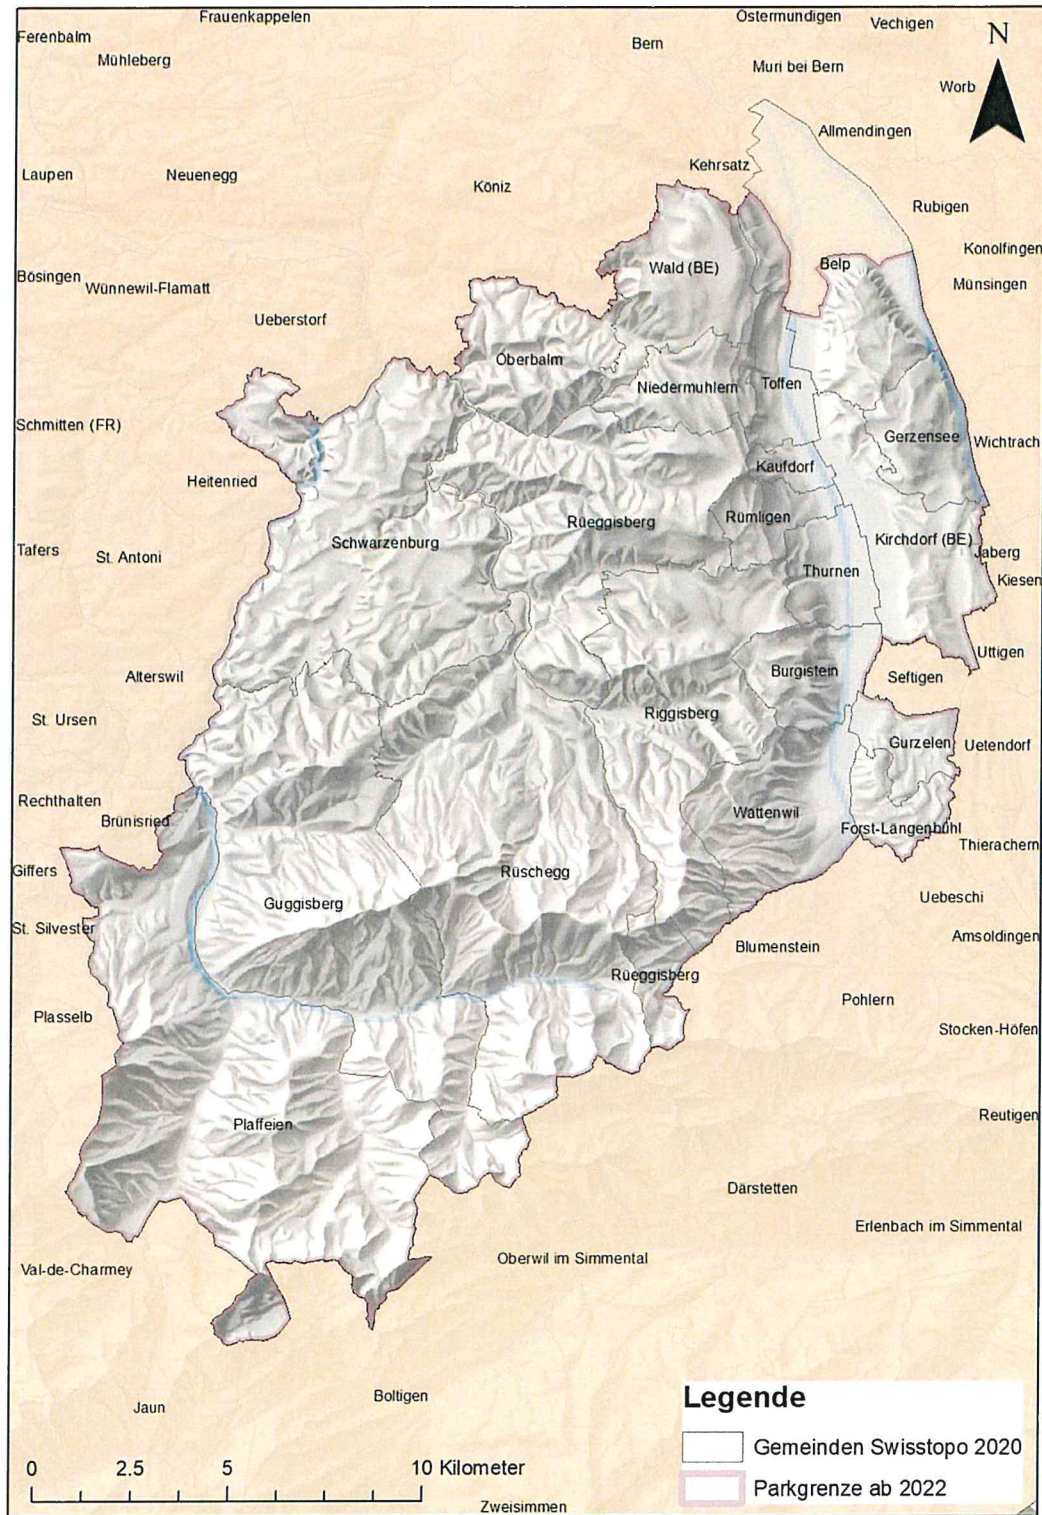 Frauenkappelen
Ostermundigen
Vechigen
Ferenbalm
Bern
N
Mühleberg
Muri bei Bern
Worb
Allmendingen
Kehrsatz
Laupen
Neuenegg
Köniz
Rubigen
Konolfingen
Belp
Wald (BE)
Bösingen
Wünnewil-Flamatt
Münsingen
Ueberstorf
Oberbalm
Niedermuhlern
Toffen
Schmitten (FR)
Gerzensee
Wichtrach
Kaufdorf
Heitenried
Rüeggisberg
Rümligen
Schwarzenburg
Kirchdorf (BE)
Tafers
St. Antoni
Jaberg
Thurnen
Kiesen
Uttigen
Alterswil
Burgistein
Seftigen
St. Ursen
Riggisberg
Gurzelen
Uetendorf
Rechthalten
Brünisried
Wattenwil
Forst-Längenbühl
Thierachern
Giffers
Rüschegg
Guggisberg
Uebeschi
St. Silvester
Blumenstein
Amsoldingen
Rüeggisberg
Pohlern
Plasselb
Stocken-Höfen
Plaffeien
Reutigen
Därstetten
Erlenbach im Simmental
Oberwil im Simmental
Val-de-Charmey
Jaun
Boltigen
Legende
Gemeinden Swisstopo 2020
Parkgrenze ab 2022
0 2.5 5 10 Kilometer
Zweisimmen